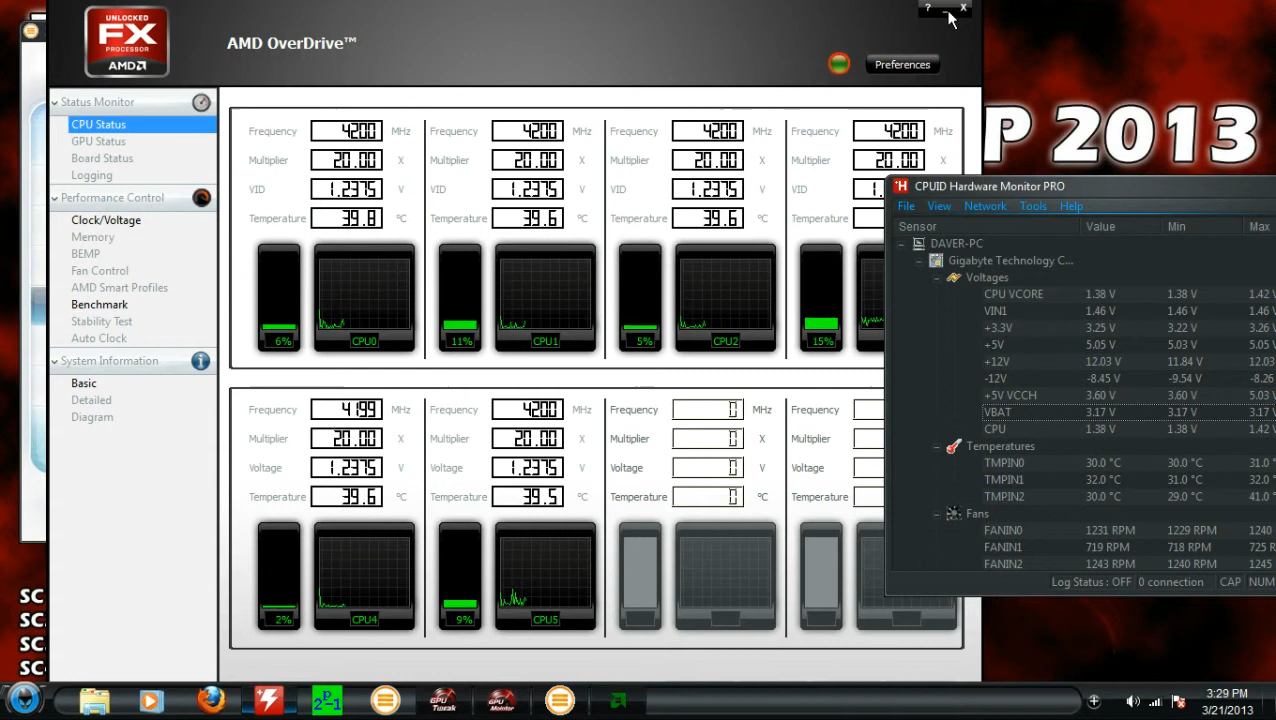 UNLOCKED
FX
PROCESSOR
AMD
AMD OverDrive™
? _ X
Preferences
Status Monitor
CPU Status
GPU Status
Board Status
Logging
Performance Control
Clock/Voltage
Memory
BEMP
Fan Control
AMD Smart Profiles
Benchmark
Stability Test
Auto Clock
System Information
Basic
Detailed
Diagram
Frequency 4200 MHz Frequency 4200 MHz Frequency 4200 MHz Frequency 4200 MHz
Multiplier 20.00 X Multiplier 20.00 X Multiplier 20.00 X Multiplier 20.00 X
VID 1.2375 V VID 1.2375 V VID 1.2375 V VID
Temperature 39.8 °C Temperature 39.6 °C Temperature 39.6 °C Temperature
6% CPU0 11% CPU1 5% CPU2 15%
Frequency 4199 MHz Frequency 4200 MHz Frequency 0 MHz Frequency
Multiplier 20.00 X Multiplier 20.00 X Multiplier 0 X Multiplier
Voltage 1.2375 V Voltage 1.2375 V Voltage 0 V Voltage
Temperature 39.6 °C Temperature 39.5 °C Temperature 0 °C Temperature
2% CPU4 9% CPU5
P 2013
CPUID Hardware Monitor PRO
File View Network Tools Help
Sensor Value Min Max
DAVER-PC
Gigabyte Technology C...
Voltages
CPU VCORE 1.38 V 1.38 V 1.42 V
VIN1 1.46 V 1.46 V 1.46 V
+3.3V 3.25 V 3.22 V 3.26 V
+5V 5.05 V 5.03 V 5.05 V
+12V 12.03 V 11.84 V 12.03
-12V -8.45 V -9.54 V -8.26
+5V VCCH 3.60 V 3.60 V 5.03 V
VBAT 3.17 V 3.17 V 3.17 V
CPU 1.38 V 1.38 V 1.42 V
Temperatures
TMPIN0 30.0 °C 30.0 °C 31.0 °
TMPIN1 32.0 °C 31.0 °C 32.0 °
TMPIN2 30.0 °C 29.0 °C 41.0 °
Fans
FANIN0 1231 RPM 1229 RPM 1240
FANIN1 719 RPM 718 RPM 725 R
FANIN2 1243 RPM 1240 RPM 1245
Log Status : OFF 0 connection CAP NUM
SC
SC
SC
SC
P
2-1
GPU
Tweak
GPU
Monitor
3:29 PM
3/21/2013